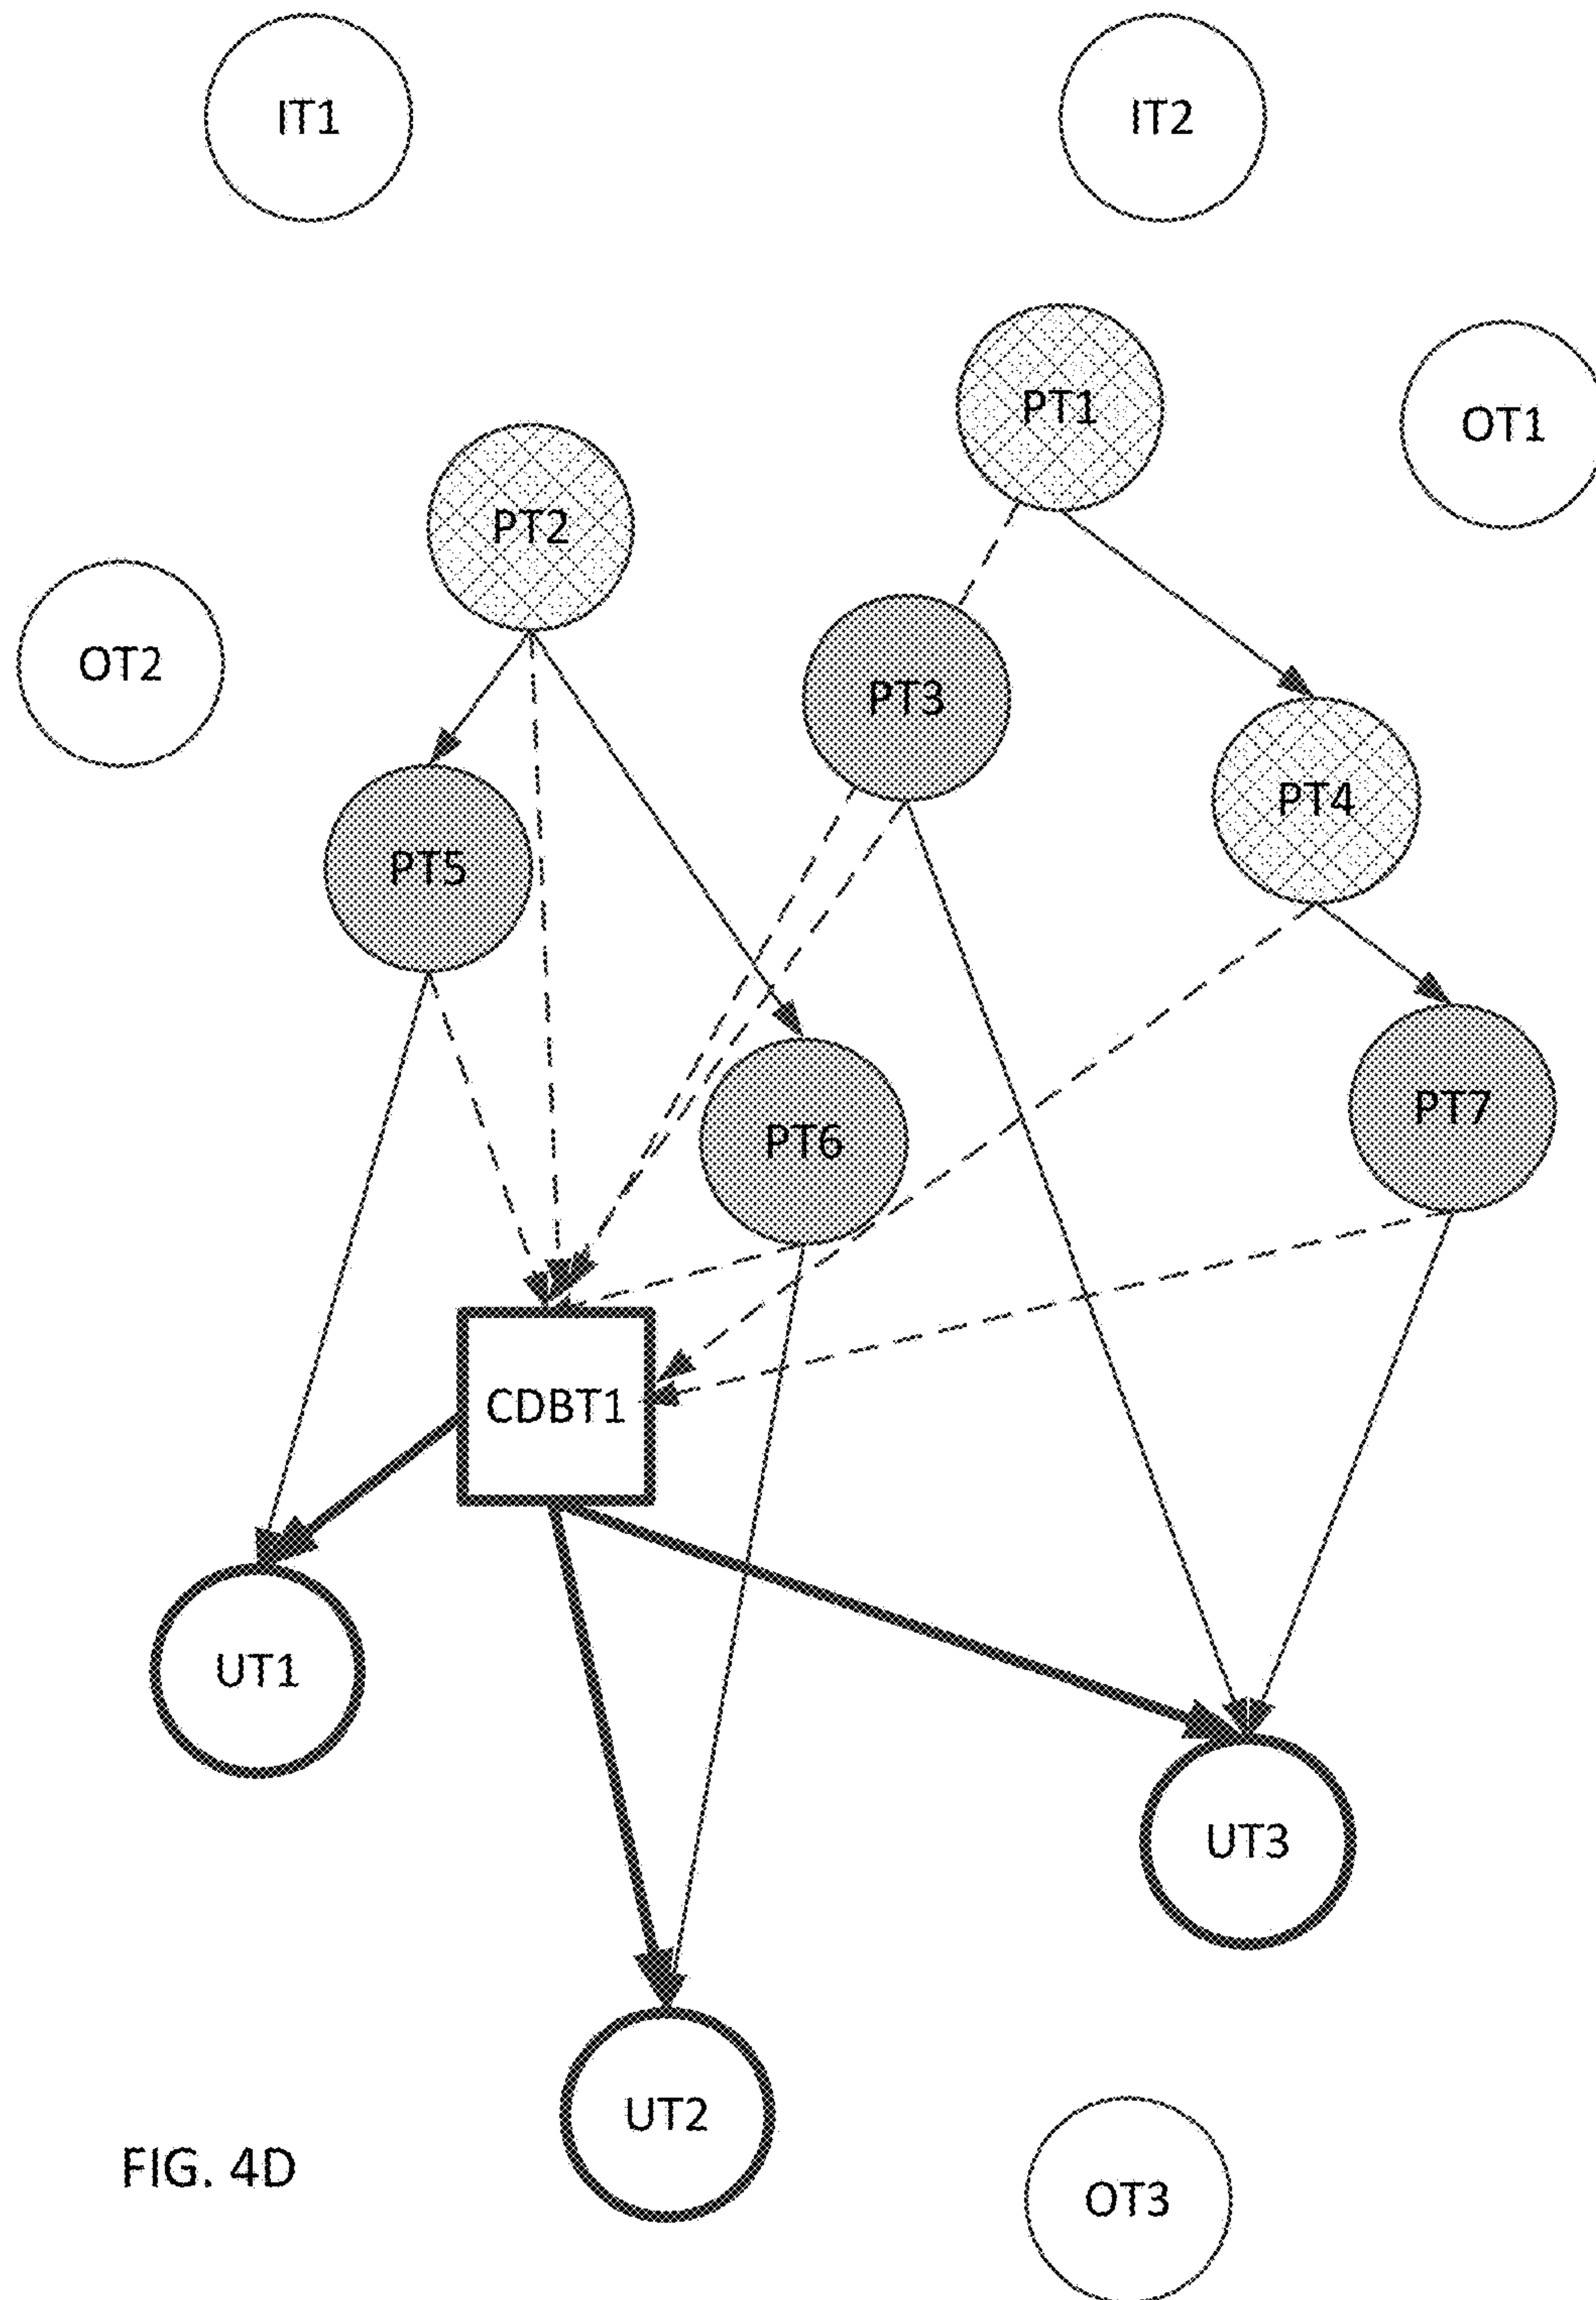 IT1
IT2
PT1
OT1
PT2
OT2
PT3
PT4
PT5
PT7
PT6
CDBT1
UT1
UT3
UT2
FIG. 4D
OT3